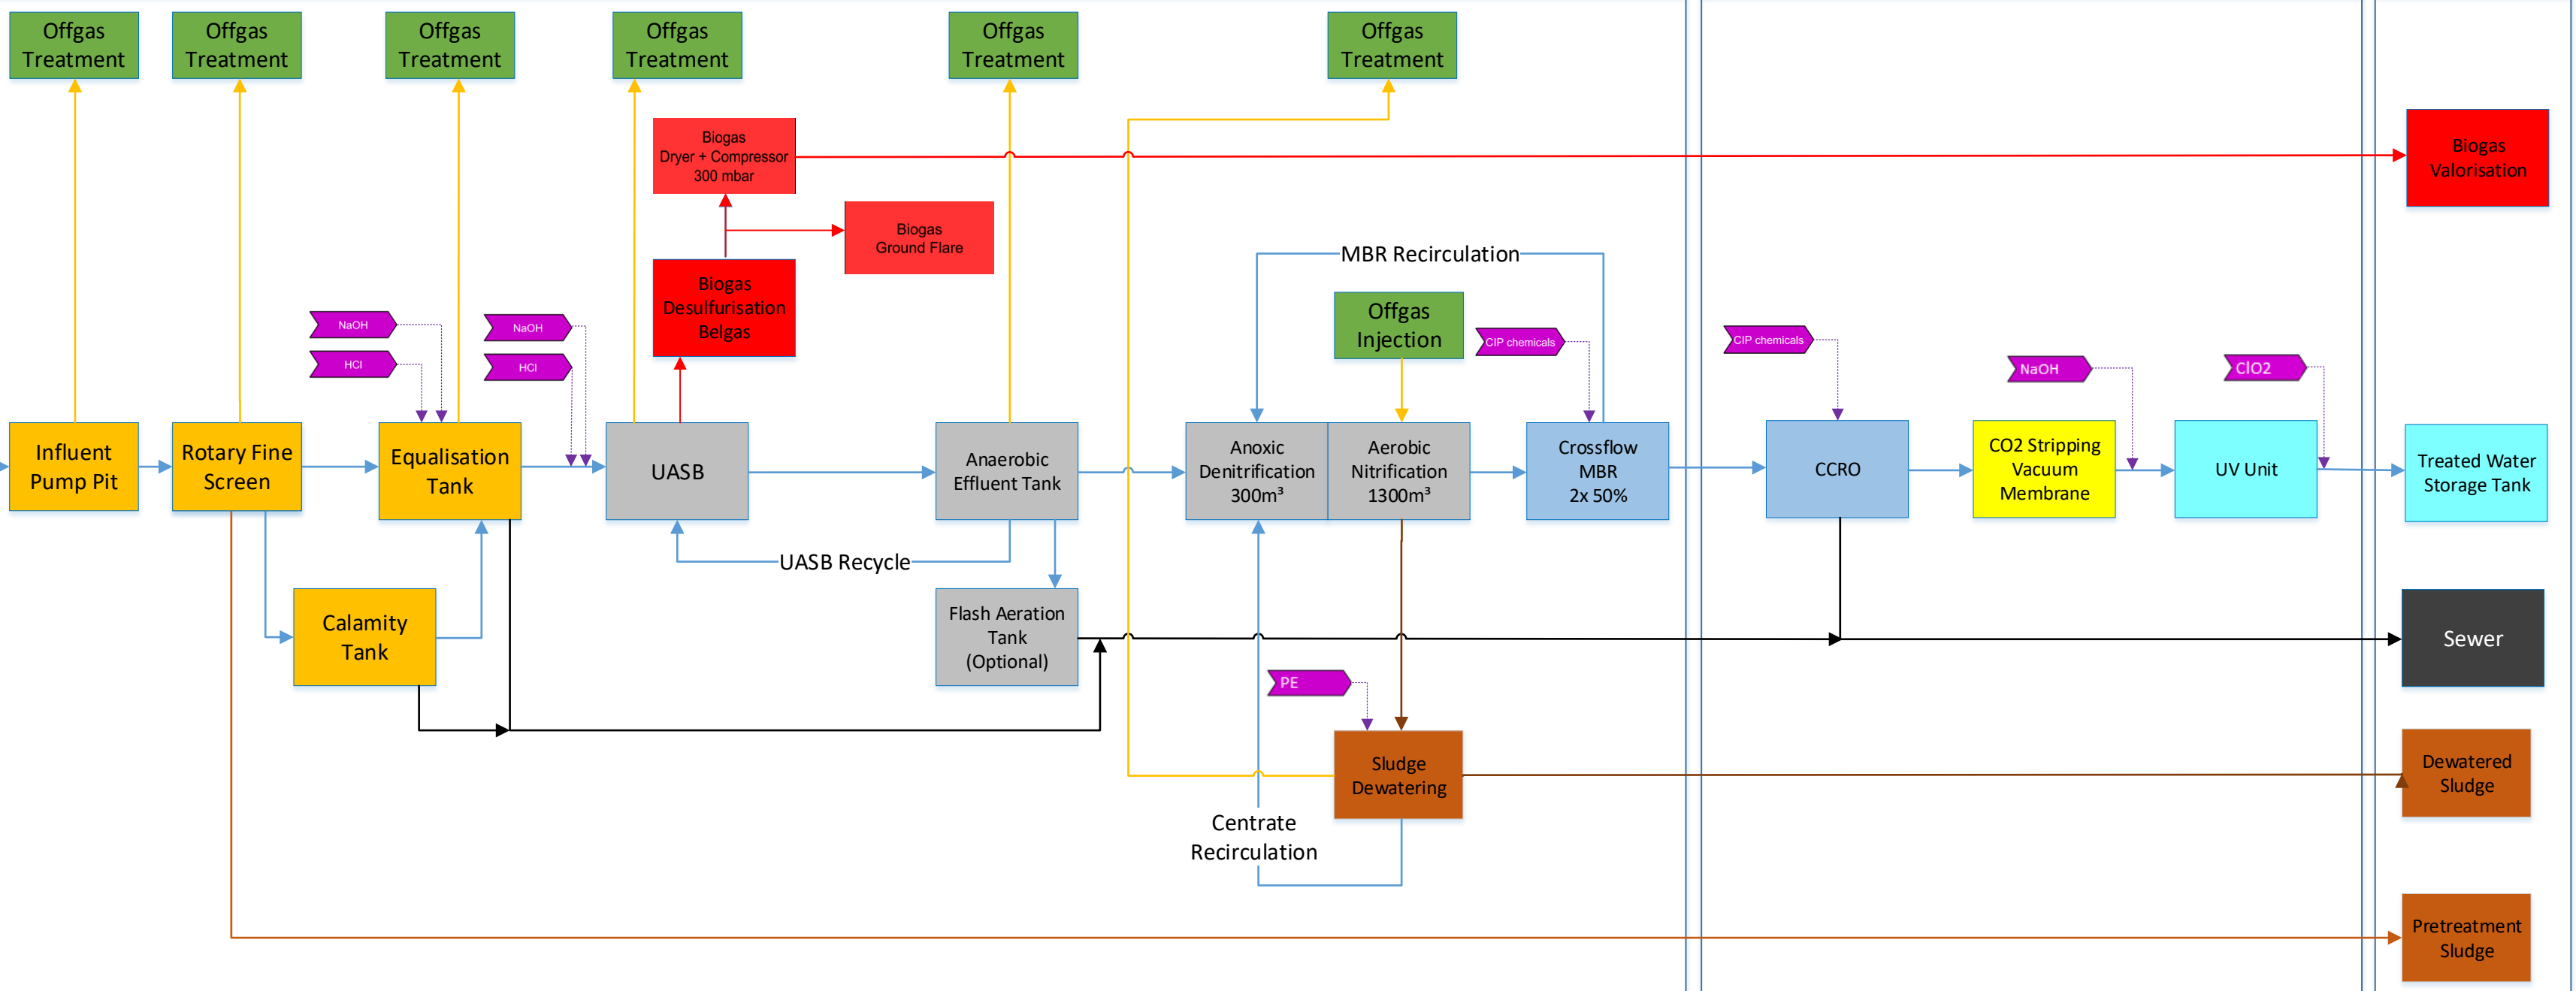 Offgas
Treatment
Offgas
Treatment
Offgas
Treatment
Offgas
Treatment
Offgas
Treatment
Offgas
Treatment
Biogas
Dryer + Compressor
300 mbar
Biogas
Valorisation
Biogas
Ground Flare
MBR Recirculation
Biogas
Desulfurisation
Belgas
Offgas
Injection
NaOH
HCl
NaOH
HCl
CIP chemicals
CIP chemicals
NaOH
ClO2
Influent
Pump Pit
Rotary Fine
Screen
Equalisation
Tank
UASB
Anaerobic
Effluent Tank
Anoxic
Denitrification
300m³
Aerobic
Nitrification
1300m³
Crossflow
MBR
2x 50%
CCRO
CO2 Stripping
Vacuum
Membrane
UV Unit
Treated Water
Storage Tank
UASB Recycle
Calamity
Tank
Flash Aeration
Tank
(Optional)
Sewer
PE
Sludge
Dewatering
Dewatered
Sludge
Centrate
Recirculation
Pretreatment
Sludge